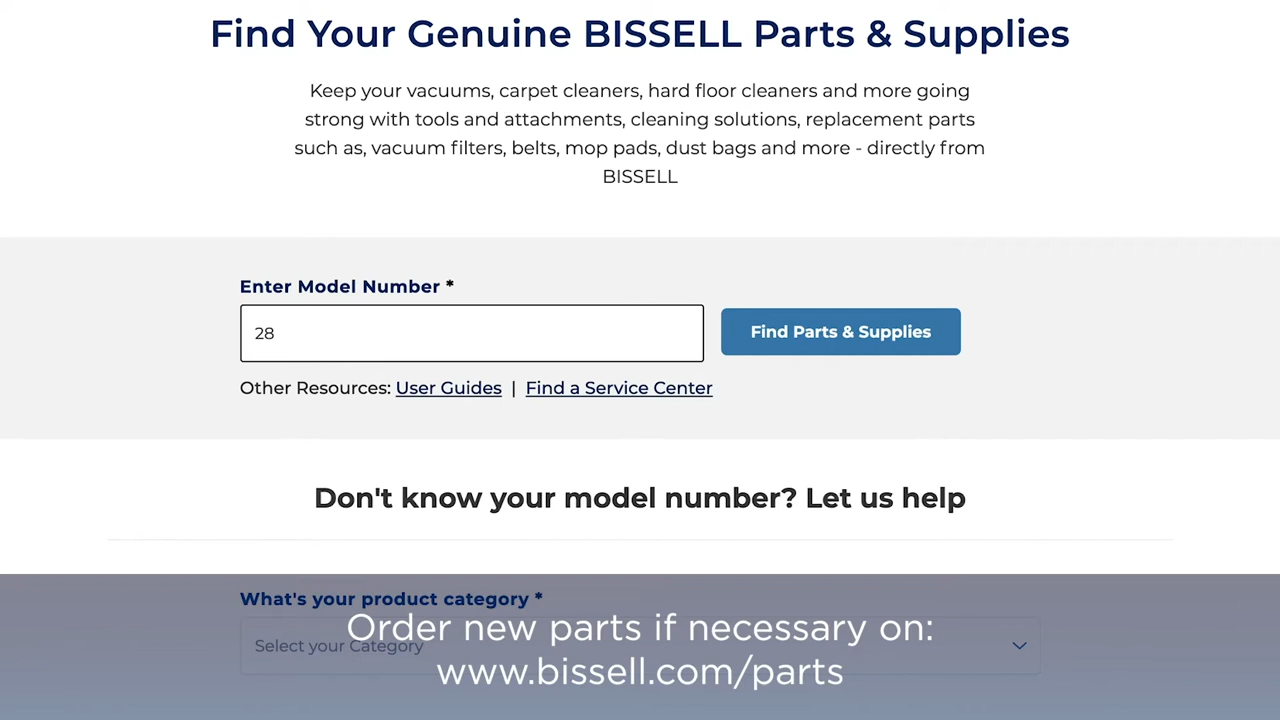 Find Your Genuine BISSELL Parts & Supplies
Keep your vacuums, carpet cleaners, hard floor cleaners and more going
strong with tools and attachments, cleaning solutions, replacement parts
such as, vacuum filters, belts, mop pads, dust bags and more - directly from
BISSELL
Enter Model Number *
28
Find Parts & Supplies
Other Resources: User Guides | Find a Service Center
Don't know your model number? Let us help
What's your product category *
Select your Category
Order new parts if necessary on:
www.bissell.com/parts